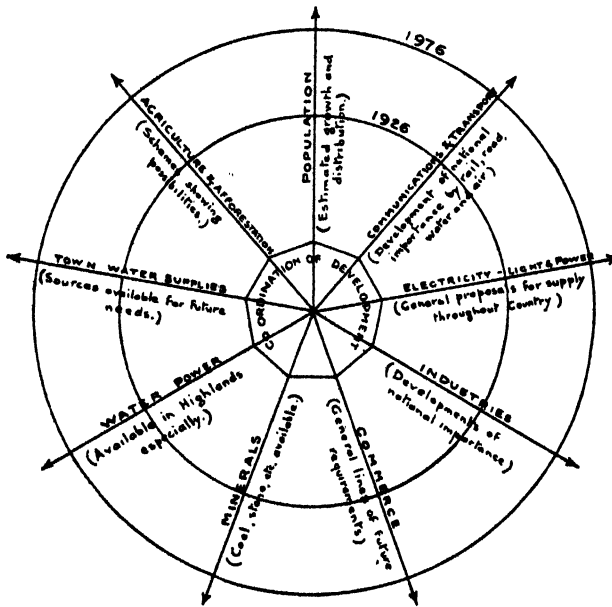 1976
1926
POPULATION
(Estimated growth and
distribution.)
COMMUNICATIONS & TRANSPORT
(Development of national
importance by rail, road,
water and air)
ELECTRICITY - LIGHT & POWER
(General proposals for supply
throughout Country)
INDUSTRIES
(Developments of
national importance)
COMMERCE
(General lines of future
requirements)
MINERALS
(Coal, stone, etc. available.)
WATER POWER
(Available in Highlands
especially.)
TOWN WATER SUPPLIES
(Sources available for future
needs.)
AGRICULTURE & AFFORESTATION
(Schemes showing
possibilities.)
CO ORDINATION OF DEVELOPMENT